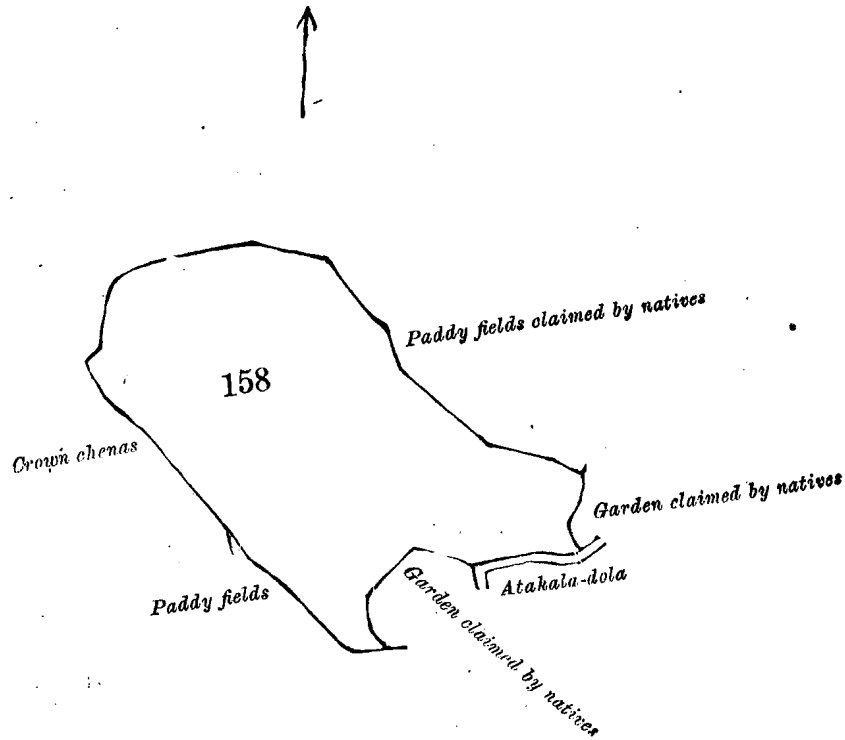 Paddy fields claimed by natives
158
Crown chenas
Garden claimed by natives
Atakala-dola
Paddy fields
Garden claimed by natives